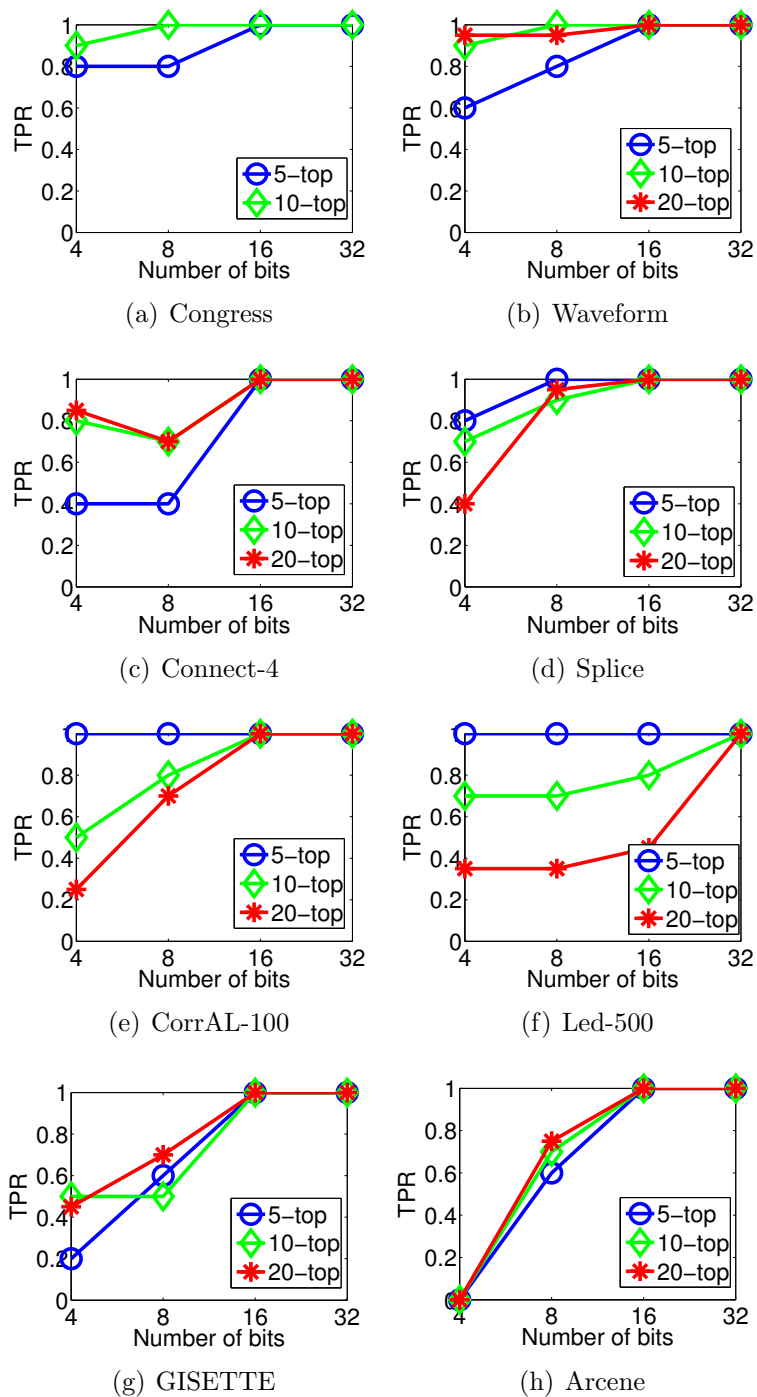 1
0.8
0.6
0.4
0.2
0
TPR
4 8 16 32
Number of bits
5-top
10-top
(a) Congress
1
0.8
0.6
0.4
0.2
0
TPR
4 8 16 32
Number of bits
5-top
10-top
20-top
(b) Waveform
1
0.8
0.6
0.4
0.2
0
TPR
4 8 16 32
Number of bits
5-top
10-top
20-top
(c) Connect-4
1
0.8
0.6
0.4
0.2
0
TPR
4 8 16 32
Number of bits
5-top
10-top
20-top
(d) Splice
0.8
0.6
0.4
0.2
0
TPR
4 8 16 32
Number of bits
5-top
10-top
20-top
(e) CorrAL-100
0.8
0.6
0.4
0.2
0
TPR
4 8 16 32
Number of bits
5-top
10-top
20-top
(f) Led-500
1
0.8
0.6
0.4
0.2
0
TPR
4 8 16 32
Number of bits
5-top
10-top
20-top
(g) GISETTE
1
0.8
0.6
0.4
0.2
TPR
4 8 16 32
Number of bits
5-top
10-top
20-top
(h) Arcene